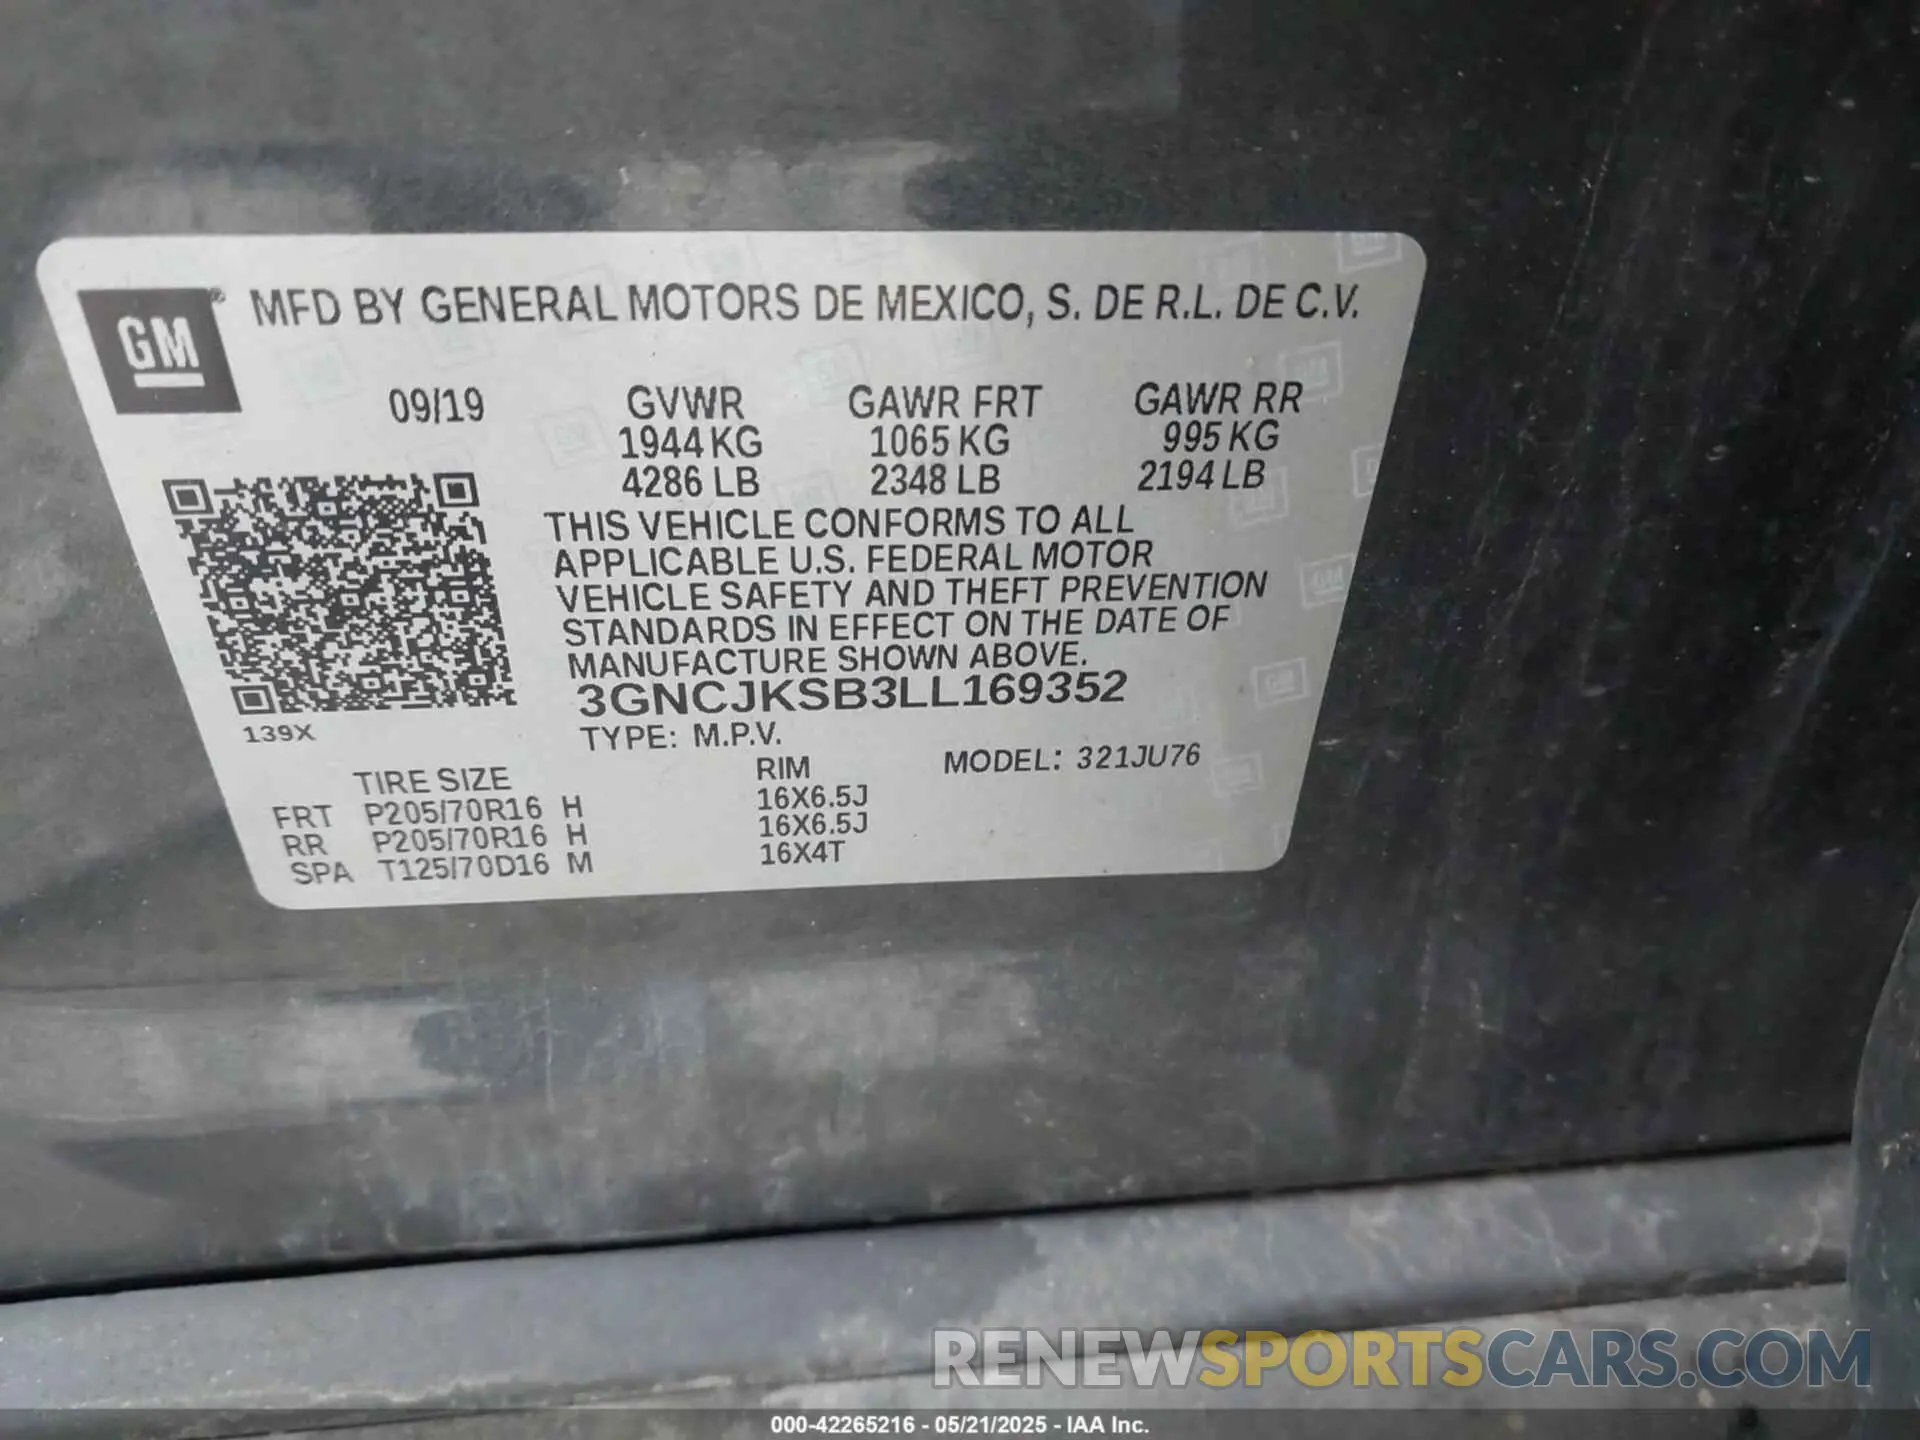 GM
MFD BY GENERAL MOTORS DE MEXICO, S. DE R.L. DE C.V.
09/19 GVWR GAWR FRT GAWR RR
1944 KG 1065 KG 995 KG
4286 LB 2348 LB 2194 LB
THIS VEHICLE CONFORMS TO ALL
APPLICABLE U.S. FEDERAL MOTOR
VEHICLE SAFETY AND THEFT PREVENTION
STANDARDS IN EFFECT ON THE DATE OF
MANUFACTURE SHOWN ABOVE.
3GNCJKSB3LL169352
139X
TYPE: M.P.V.
TIRE SIZE RIM MODEL: 321JU76
FRT P205/70R16 H 16X6.5J
RR P205/70R16 H 16X6.5J
SPA T125/70D16 M 16X4T
RENEWSPORTSCARS.COM
000-42265216 - 05/21/2025 - IAA Inc.